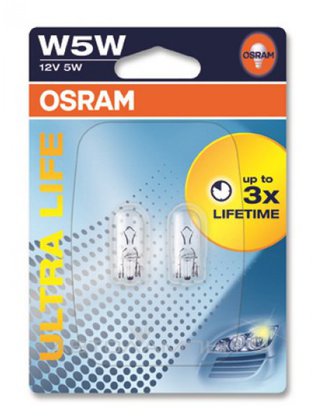 W5W
12V 5W
OSRAM
OSRAM
ULTRA LIFE
up to
3x
LIFETIME